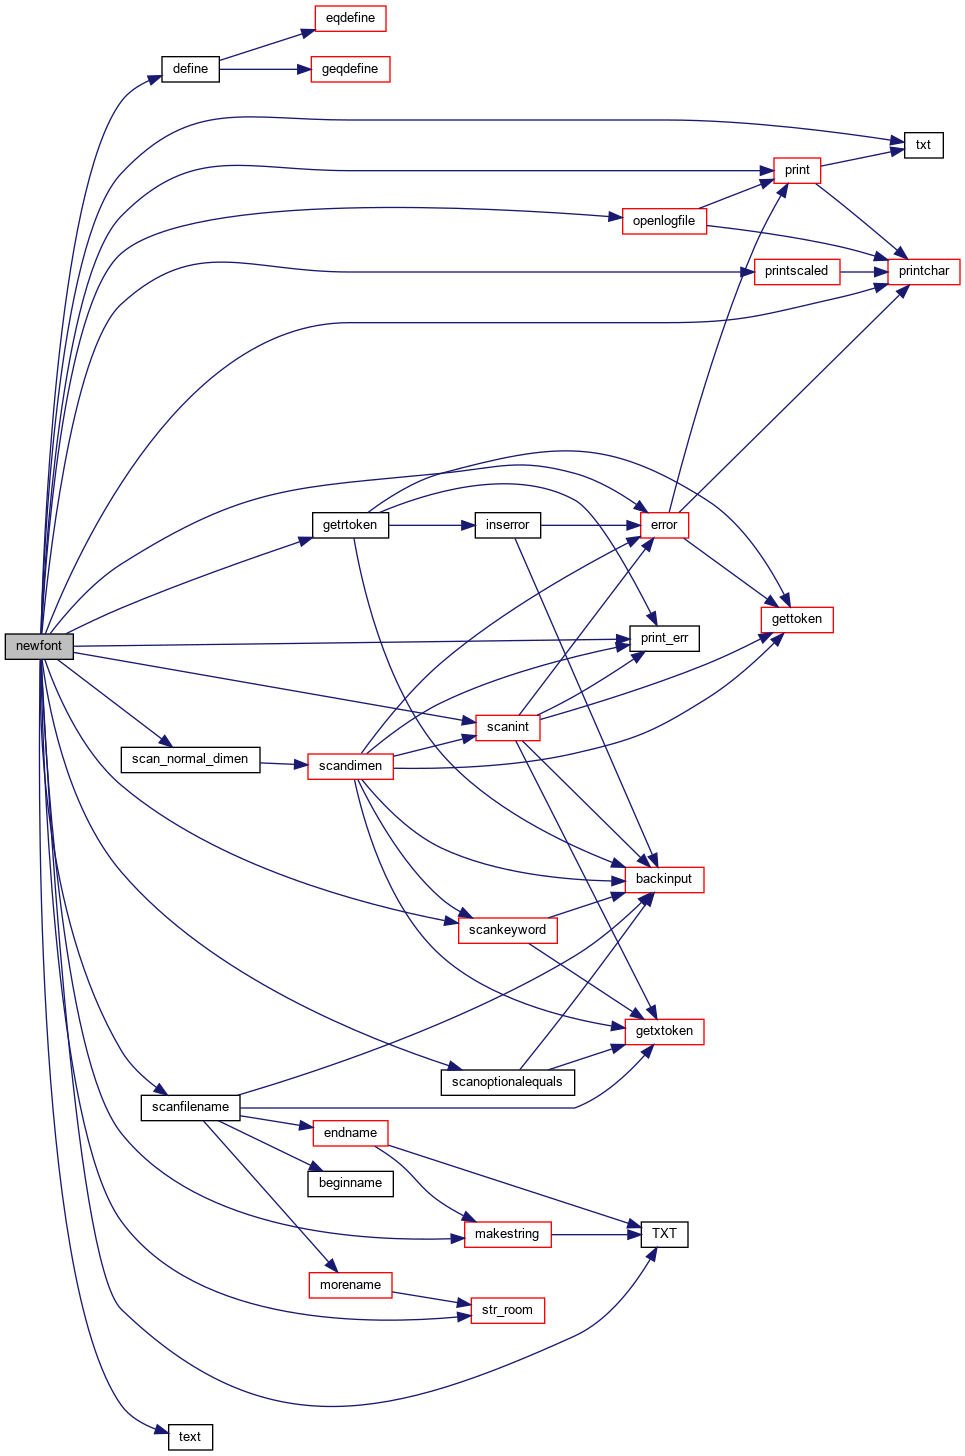 eqdefine
define
geqdefine
txt
print
openlogfile
printscaled
printchar
getrtoken
inserror
error
gettoken
newfont
print_err
scanint
scan_normal_dimen
scandimen
backinput
scankeyword
getxtoken
scanoptionalequals
scanfilename
endname
beginname
makestring
TXT
morename
str_room
text